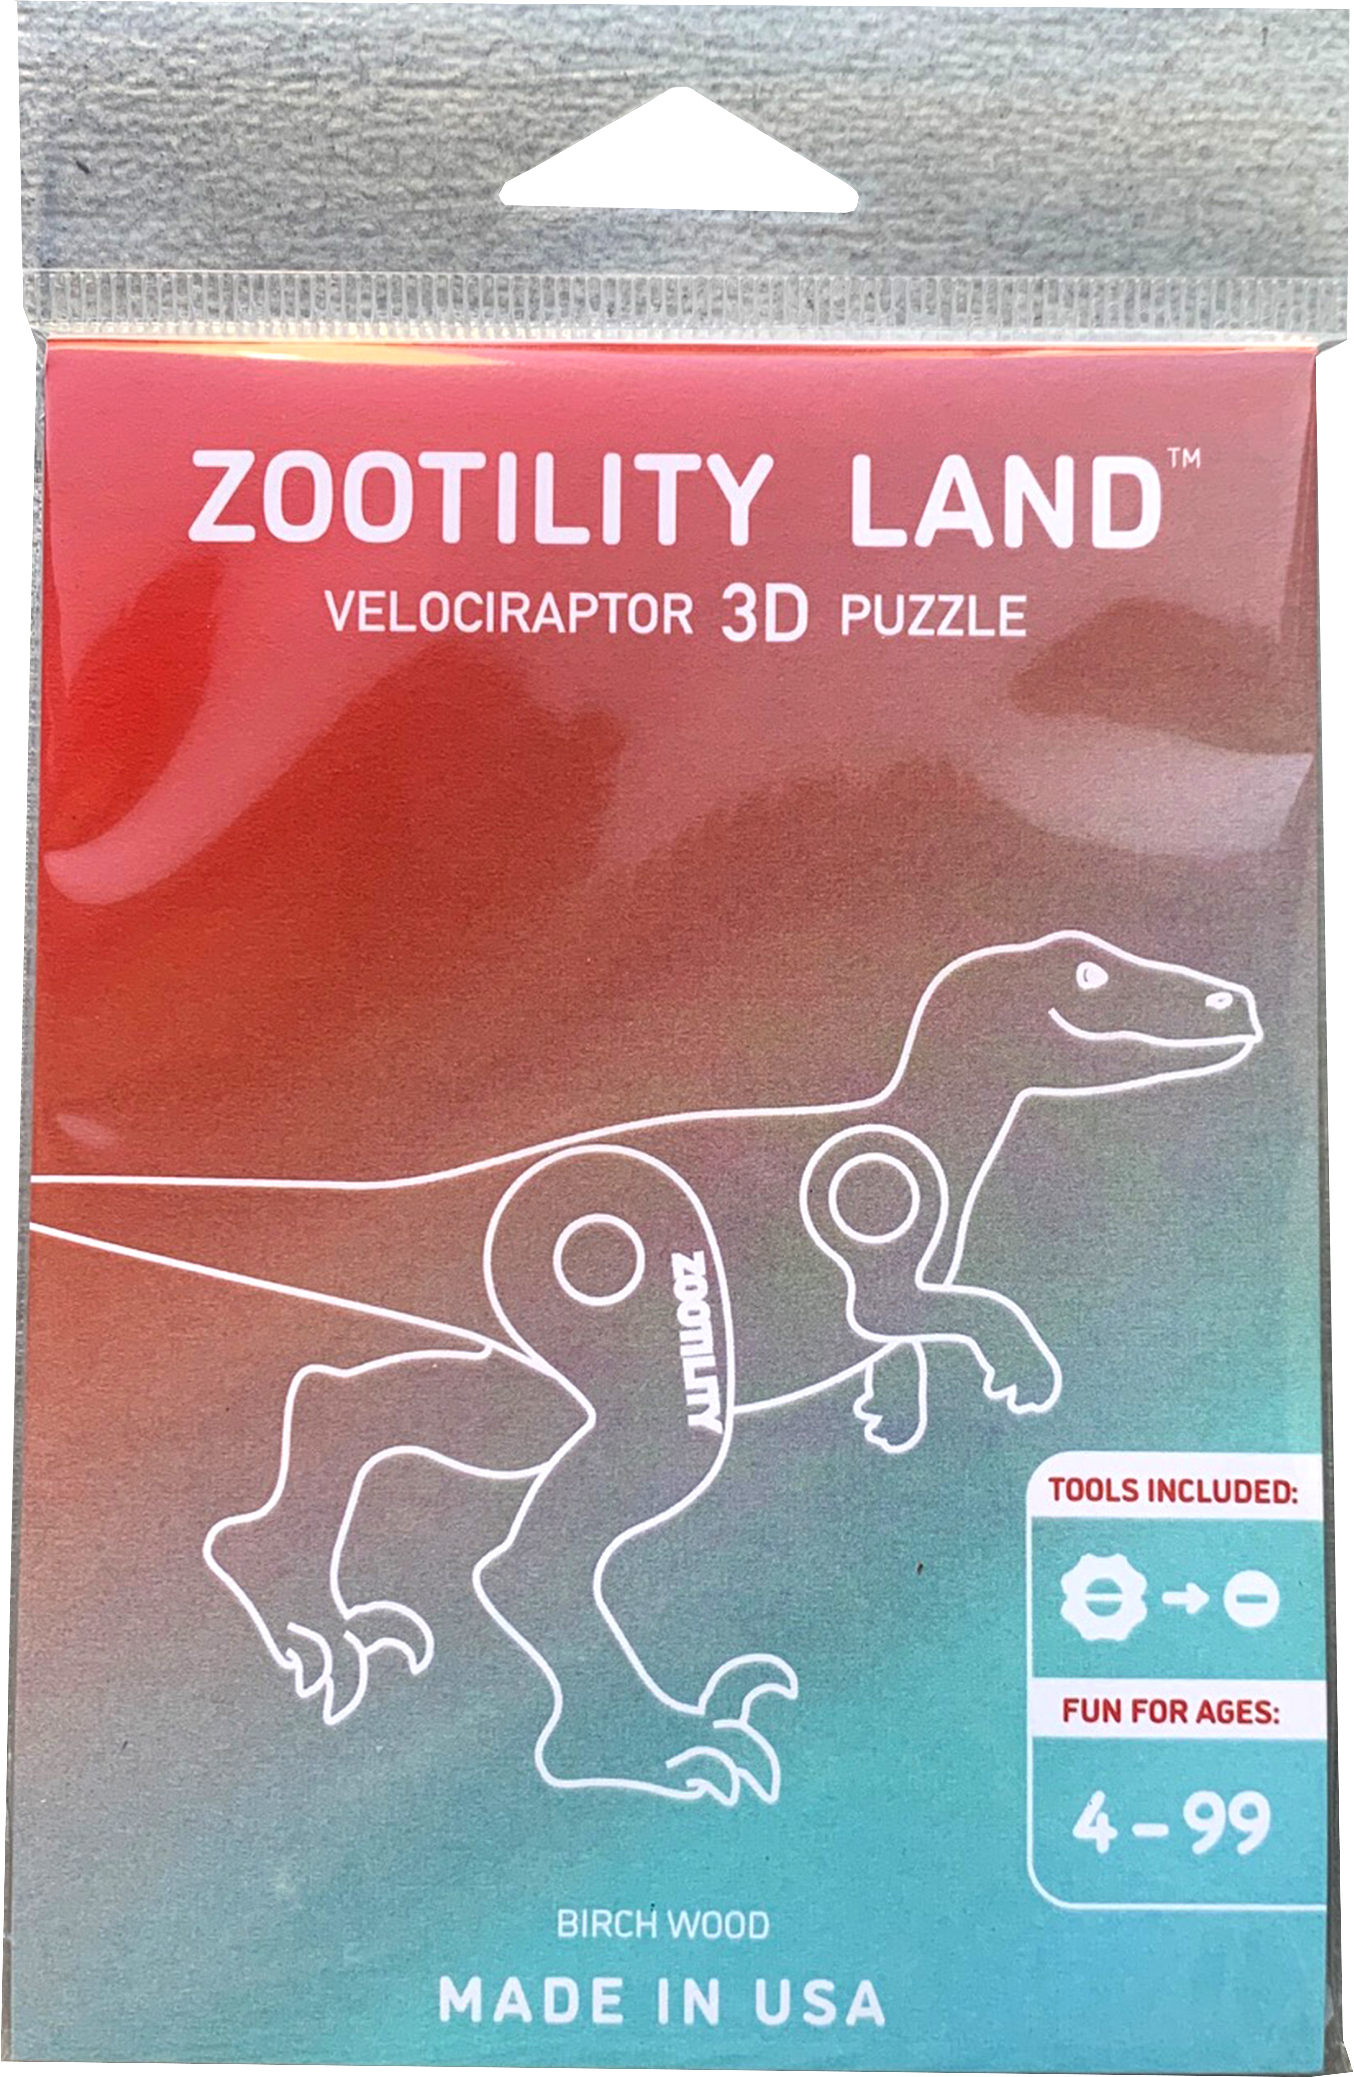 ZOOTILITY LAND™
VELOCIRAPTOR 3D PUZZLE
ZOOTILITY
TOOLS INCLUDED:
FUN FOR AGES:
4 – 99
BIRCH WOOD
MADE IN USA